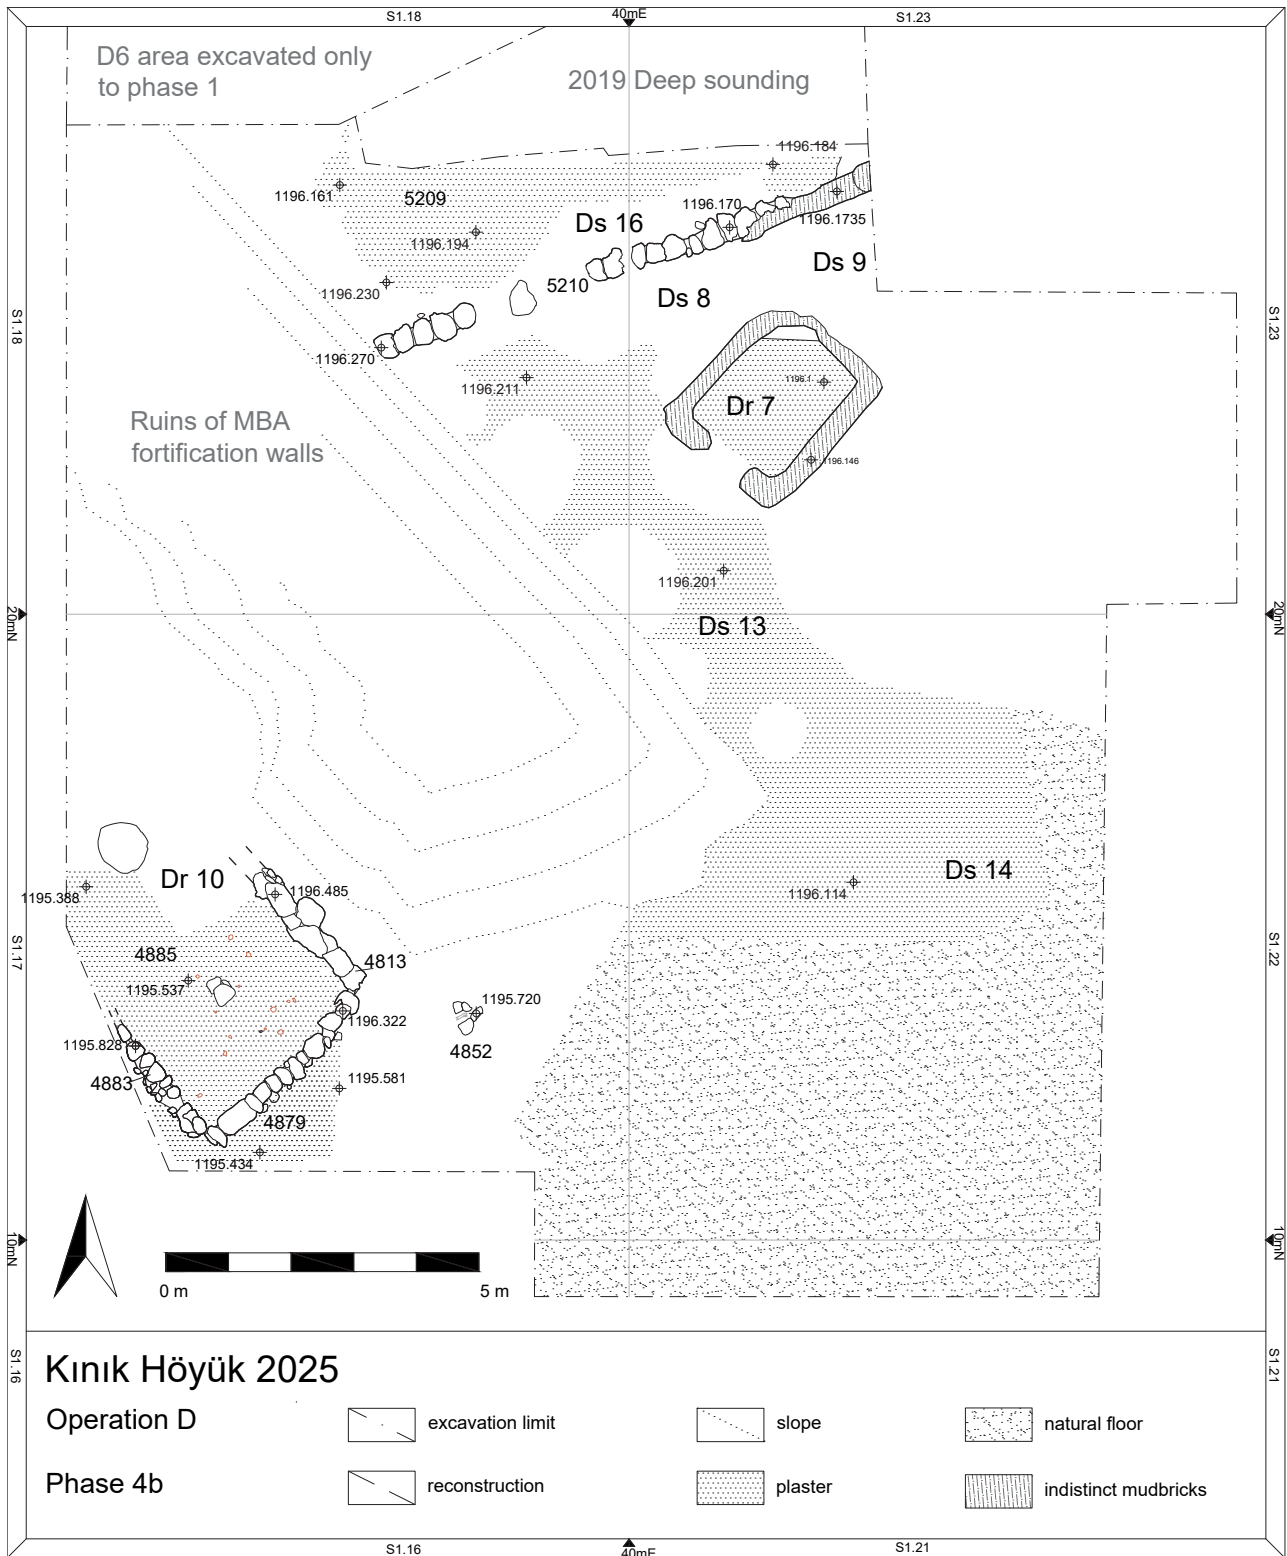 S1.18
40mE
S1.23
D6 area excavated only
to phase 1
2019 Deep sounding
1196.184
1196.161
5209
1196.170
1196.1735
Ds 16
1196.194
Ds 9
1196.230
5210
Ds 8
S1.18
S1.23
1196.270
1196.211
1196.1
Dr 7
Ruins of MBA
fortification walls
1196.146
1196.201
20mN
20mN
Ds 13
Dr 10
1196.485
1195.388
Ds 14
1196.114
S1.17
S1.22
4885
4813
1195.537
1195.720
1196.322
1195.828
4852
4883
1195.581
4879
1195.434
10mN
10mN
0 m
5 m
S1.16
S1.21
Kınık Höyük 2025
Operation D
excavation limit
slope
natural floor
Phase 4b
reconstruction
plaster
indistinct mudbricks
S1.16
40mE
S1.21